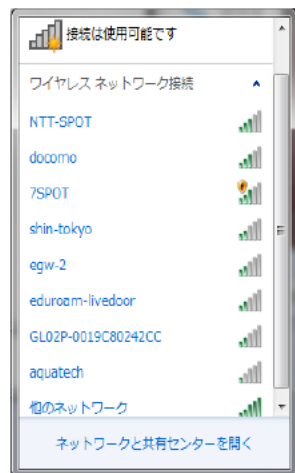 接続は使用可能です
ワイヤレス ネットワーク接続
NTT-SPOT
docomo
7SPOT
shin-tokyo
egw-2
eduroam-livedoor
GL02P-0019C80242CC
aquatech
他のネットワーク
ネットワークと共有センターを開く